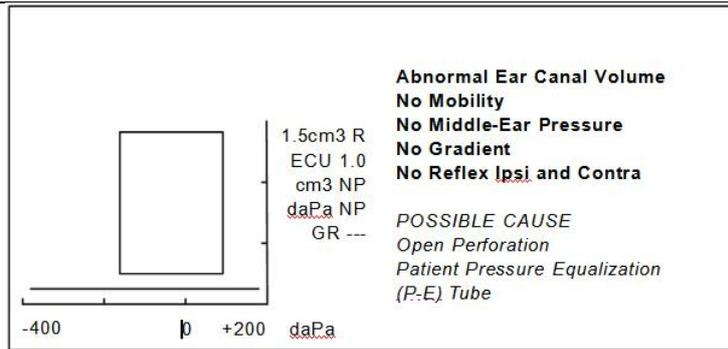 1.5cm3 R
ECU 1.0
cm3 NP
daPa NP
GR ---
-400
0
+200
daPa
Abnormal Ear Canal Volume
No Mobility
No Middle-Ear Pressure
No Gradient
No Reflex Ipsi and Contra
POSSIBLE CAUSE
Open Perforation
Patient Pressure Equalization
(P-E) Tube